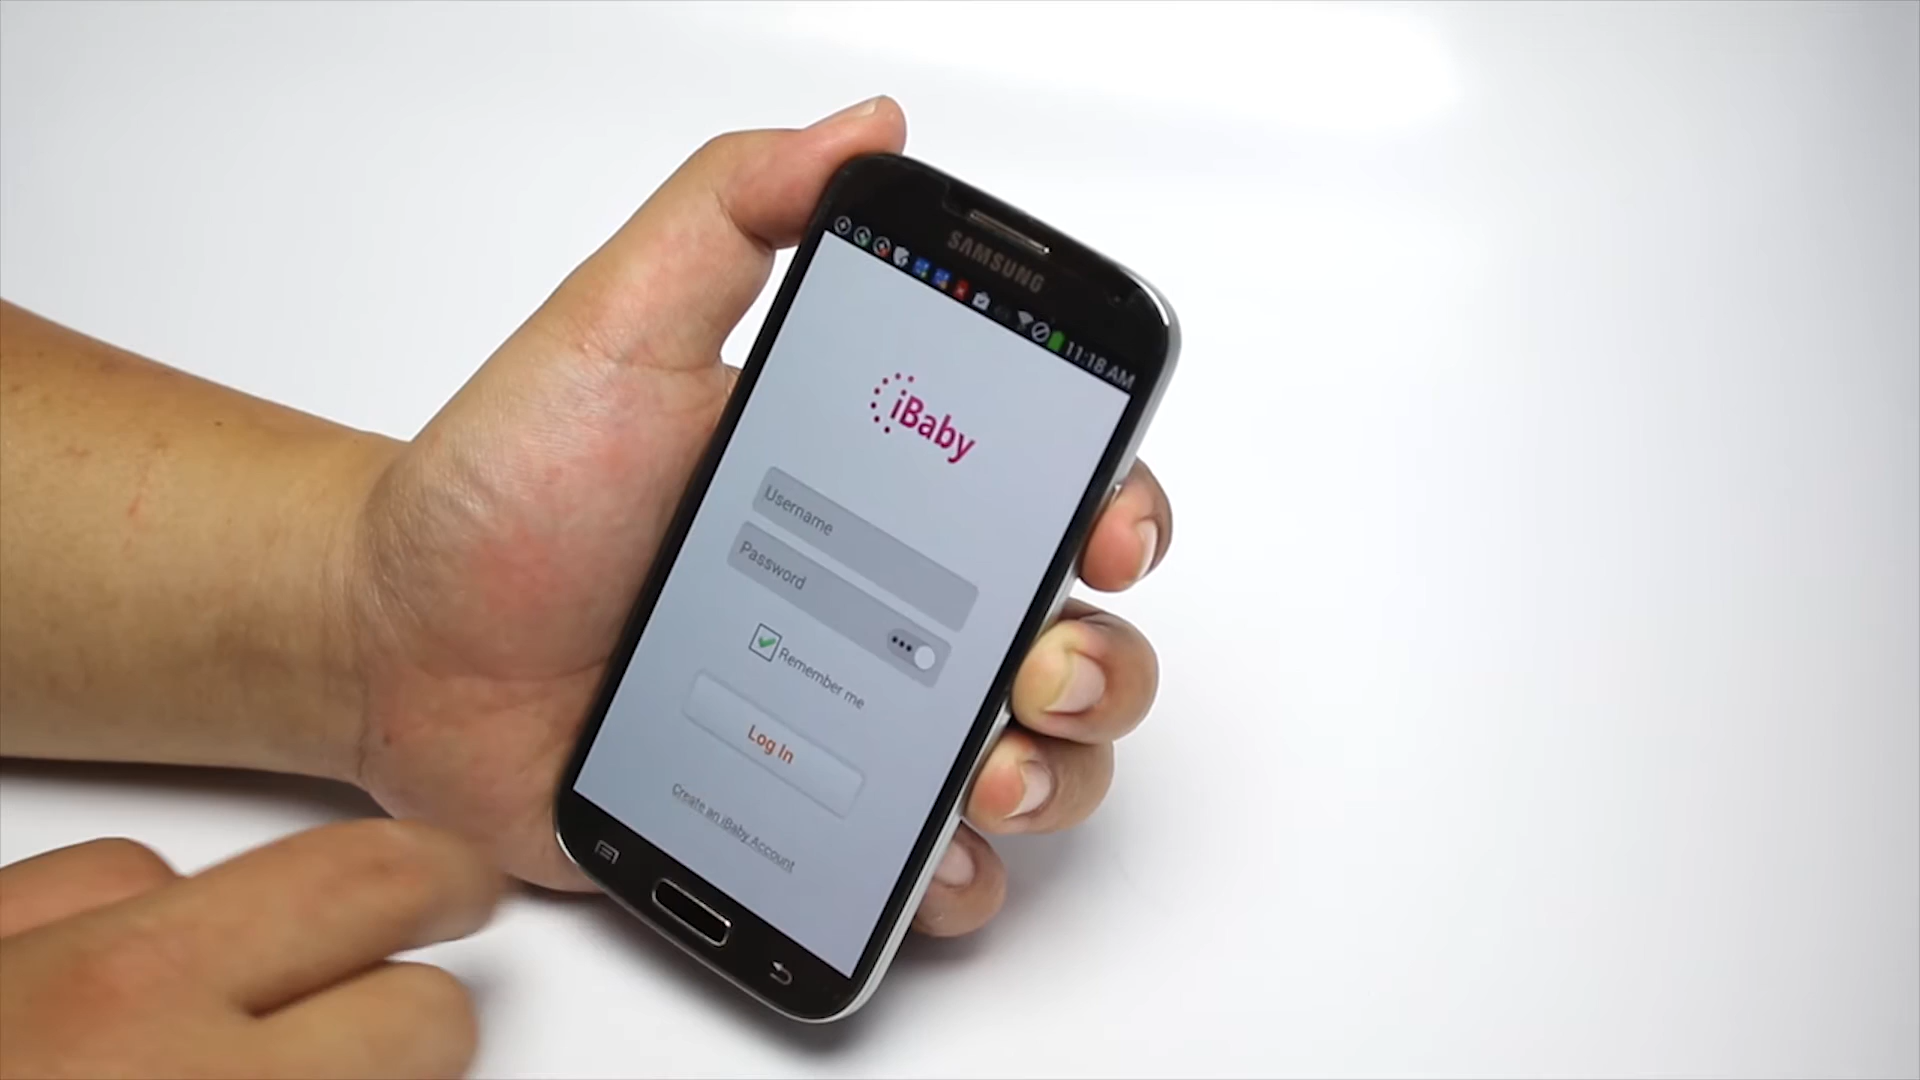 SAMSUNG
11:18 AM
iBaby
Username
Password
Remember me
Log In
Create an iBaby Account